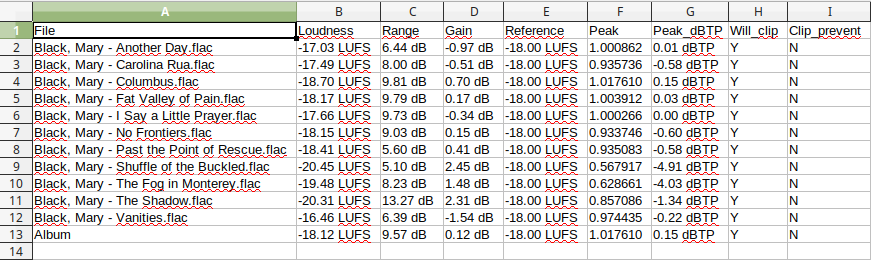 A B C D E F G H I
1 File Loudness Range Gain Reference Peak Peak_dBTP Will_clip Clip_prevent
2 Black, Mary - Another Day.flac -17.03 LUFS 6.44 dB -0.97 dB -18.00 LUFS 1.000862 0.01 dBTP Y N
3 Black, Mary - Carolina Rua.flac -17.49 LUFS 8.00 dB -0.51 dB -18.00 LUFS 0.935736 -0.58 dBTP Y N
4 Black, Mary - Columbus.flac -18.70 LUFS 9.81 dB 0.70 dB -18.00 LUFS 1.017610 0.15 dBTP Y N
5 Black, Mary - Fat Valley of Pain.flac -18.17 LUFS 9.79 dB 0.17 dB -18.00 LUFS 1.003912 0.03 dBTP Y N
6 Black, Mary - I Say a Little Prayer.flac -17.66 LUFS 9.73 dB -0.34 dB -18.00 LUFS 1.000266 0.00 dBTP Y N
7 Black, Mary - No Frontiers.flac -18.15 LUFS 9.03 dB 0.15 dB -18.00 LUFS 0.933746 -0.60 dBTP Y N
8 Black, Mary - Past the Point of Rescue.flac -18.41 LUFS 5.60 dB 0.41 dB -18.00 LUFS 0.935083 -0.58 dBTP Y N
9 Black, Mary - Shuffle of the Buckled.flac -20.45 LUFS 5.10 dB 2.45 dB -18.00 LUFS 0.567917 -4.91 dBTP Y N
10 Black, Mary - The Fog in Monterey.flac -19.48 LUFS 8.23 dB 1.48 dB -18.00 LUFS 0.628661 -4.03 dBTP Y N
11 Black, Mary - The Shadow.flac -20.31 LUFS 13.27 dB 2.31 dB -18.00 LUFS 0.857086 -1.34 dBTP Y N
12 Black, Mary - Vanities.flac -16.46 LUFS 6.39 dB -1.54 dB -18.00 LUFS 0.974435 -0.22 dBTP Y N
13 Album -18.12 LUFS 9.57 dB 0.12 dB -18.00 LUFS 1.017610 0.15 dBTP Y N
14